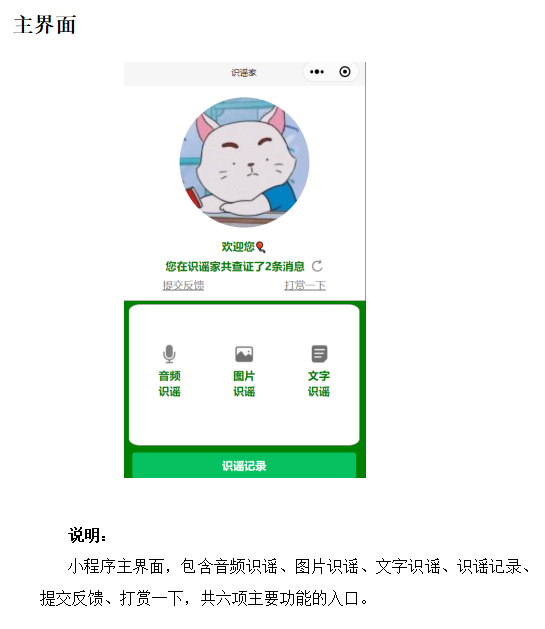 主界面
识谣家
欢迎您
您在识谣家共查证了2条消息
提交反馈 打赏一下
音频 图片 文字
识谣 识谣 识谣
识谣记录
说明：
小程序主界面，包含音频识谣、图片识谣、文字识谣、识谣记录、
提交反馈、打赏一下，共六项主要功能的入口。